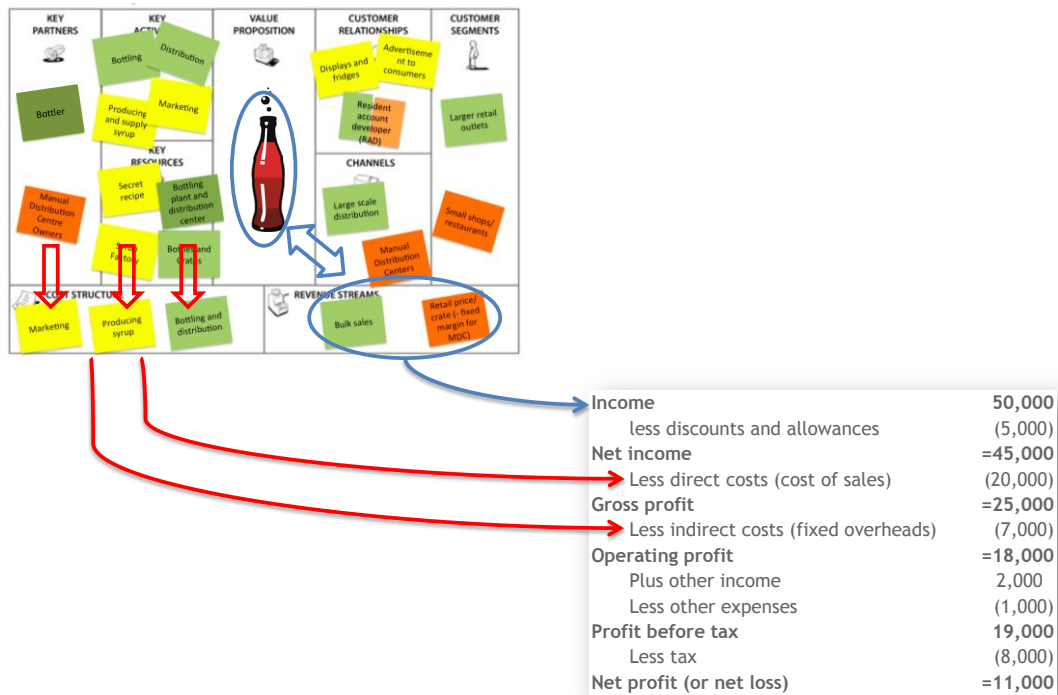 KEY
PARTNERS
Bottler
Manual
Distribution
Centre
Owners
KEY
Bottling
Distribution
Producing
and supply
syrup
Marketing
KEY
RESOURCES
Secret
recipe
Bottling
plant and
distribution
center
Factory
Bottles and
crates
VALUE
PROPOSITION
CUSTOMER
RELATIONSHIPS
Displays and
fridges
Advertiseme
nt to
consumers
Resident
account
developer
(RAD)
CHANNELS
Large scale
distribution
Manual
Distribution
Centers
CUSTOMER
SEGMENTS
Larger retail
outlets
Small shops/
restaurants
COST STRUCTURE
Marketing
Producing
syrup
Bottling and
distribution
REVENUE STREAMS
Bulk sales
Retail price/
crate (- fixed
margin for
MDC)
Income 50,000
less discounts and allowances (5,000)
Net income =45,000
Less direct costs (cost of sales) (20,000)
Gross profit =25,000
Less indirect costs (fixed overheads) (7,000)
Operating profit =18,000
Plus other income 2,000
Less other expenses (1,000)
Profit before tax 19,000
Less tax (8,000)
Net profit (or net loss) =11,000